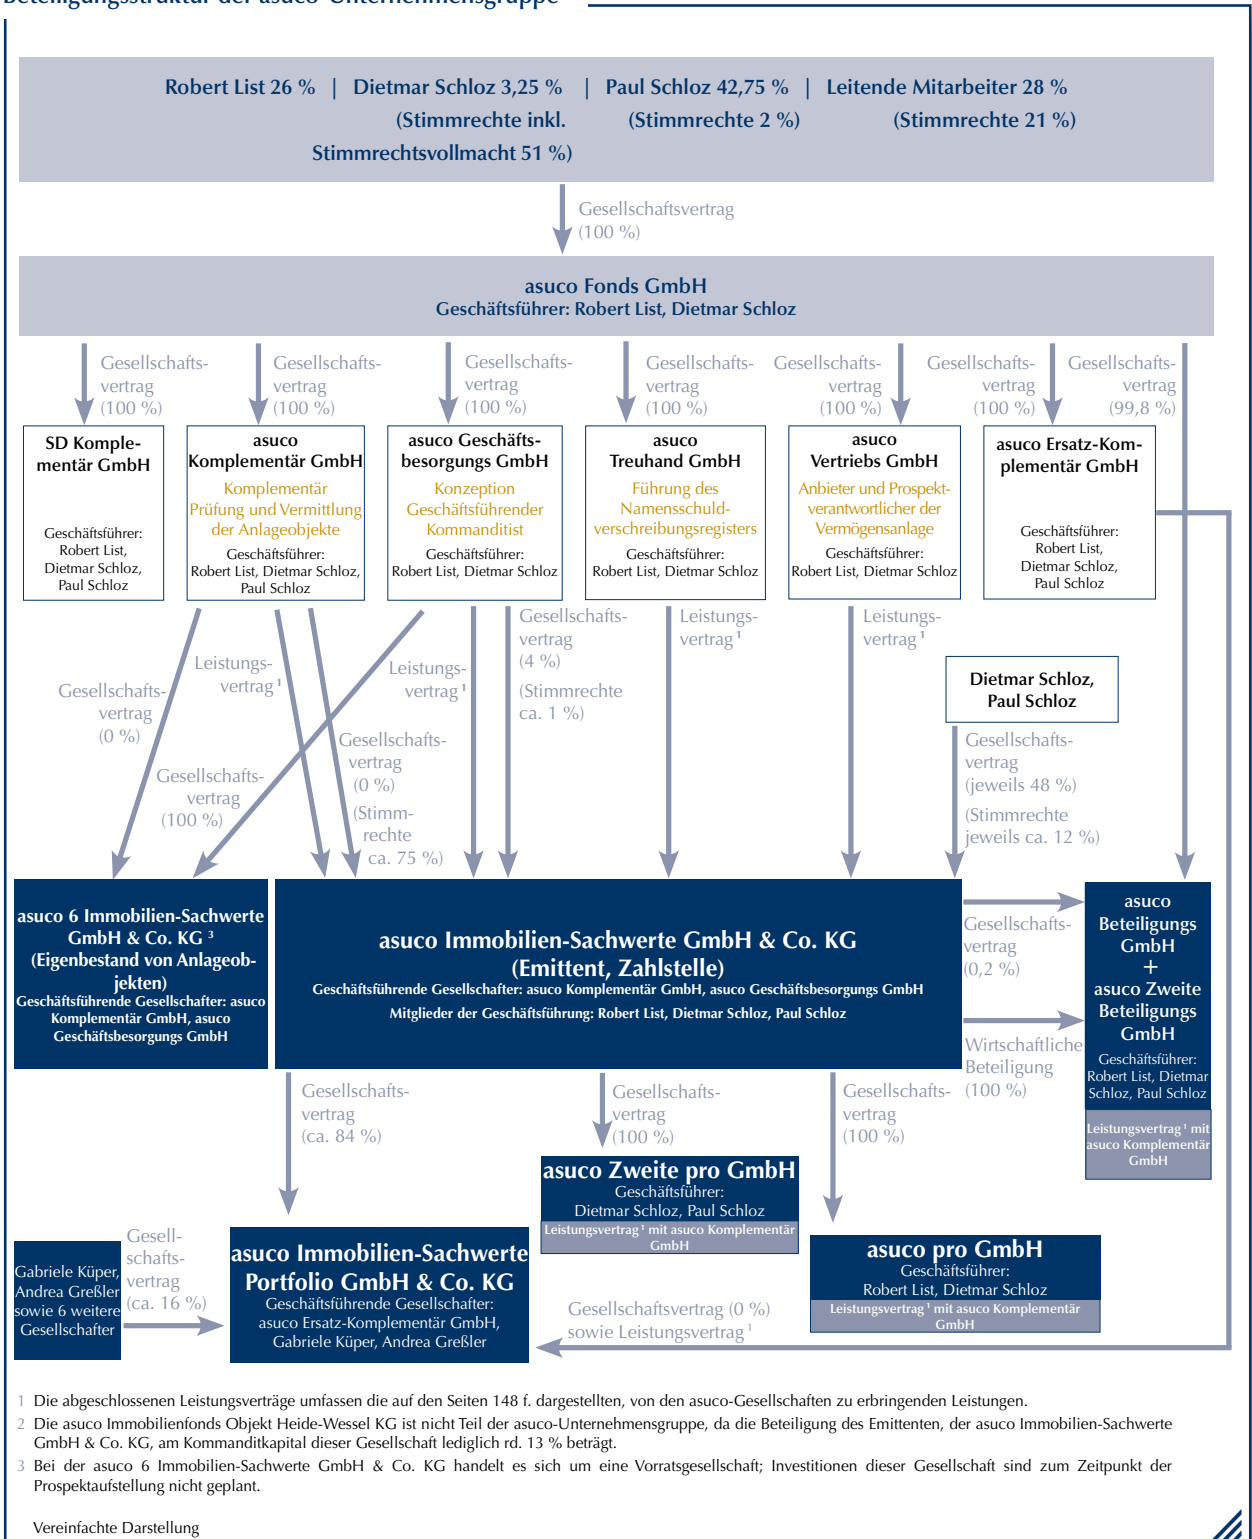 Beteiligungsstruktur der asuco-Unternehmensgruppe
Robert List 26 % | Dietmar Schloz 3,25 % | Paul Schloz 42,75 % | Leitende Mitarbeiter 28 %
(Stimmrechte inkl. (Stimmrechte 2 %) (Stimmrechte 21 %)
Stimmrechtsvollmacht 51 %)
Gesellschaftsvertrag
(100 %)
asuco Fonds GmbH
Geschäftsführer: Robert List, Dietmar Schloz
Gesellschafts-
vertrag
(100 %)
Gesellschafts-
vertrag
(100 %)
Gesellschafts-
vertrag
(100 %)
Gesellschafts-
vertrag
(100 %)
Gesellschafts-
vertrag
(100 %)
Gesellschafts-
vertrag
(100 %)
Gesellschafts-
vertrag
(99,8 %)
SD Komple-
mentär GmbH
Geschäftsführer:
Robert List,
Dietmar Schloz,
Paul Schloz
asuco
Komplementär GmbH
Komplementär
Prüfung und Vermittlung
der Anlageobjekte
Geschäftsführer:
Robert List, Dietmar Schloz,
Paul Schloz
asuco Geschäfts-
besorgungs GmbH
Konzeption
Geschäftsführender
Kommanditist
Geschäftsführer:
Robert List, Dietmar Schloz
asuco
Treuhand GmbH
Führung des
Namensschuld-
verschreibungsregisters
Geschäftsführer:
Robert List, Dietmar Schloz
asuco
Vertriebs GmbH
Anbieter und Prospekt-
verantwortlicher der
Vermögensanlage
Geschäftsführer:
Robert List, Dietmar Schloz
asuco Ersatz-Kom-
plementär GmbH
Geschäftsführer:
Robert List,
Dietmar Schloz,
Paul Schloz
Gesellschafts-
vertrag
(0 %)
Leistungs-
vertrag 1
Gesellschafts-
vertrag
(100 %)
Gesellschafts-
vertrag
(0 %)
(Stimm-
rechte
ca. 75 %)
Leistungs-
vertrag 1
Gesellschafts-
vertrag
(4 %)
(Stimmrechte
ca. 1 %)
Leistungs-
vertrag 1
Leistungs-
vertrag 1
Dietmar Schloz,
Paul Schloz
Gesellschafts-
vertrag
(jeweils 48 %)
(Stimmrechte
jeweils ca. 12 %)
asuco 6 Immobilien-Sachwerte
GmbH & Co. KG 3
(Eigenbestand von Anlageob-
jekten)
Geschäftsführende Gesellschafter: asuco
Komplementär GmbH, asuco
Geschäftsbesorgungs GmbH
asuco Immobilien-Sachwerte GmbH & Co. KG
(Emittent, Zahlstelle)
Geschäftsführende Gesellschafter: asuco Komplementär GmbH, asuco Geschäftsbesorgungs GmbH
Mitglieder der Geschäftsführung: Robert List, Dietmar Schloz, Paul Schloz
Gesellschafts-
vertrag
(0,2 %)
Wirtschaftliche
Beteiligung
(100 %)
asuco
Beteiligungs
GmbH
+
asuco Zweite
Beteiligungs
GmbH
Geschäftsführer:
Robert List, Dietmar
Schloz, Paul Schloz
Leistungsvertrag 1 mit
asuco Komplementär
GmbH
Gesellschafts-
vertrag
(ca. 84 %)
Gesellschafts-
vertrag
(100 %)
Gesellschafts-
vertrag
(100 %)
asuco Zweite pro GmbH
Geschäftsführer:
Dietmar Schloz, Paul Schloz
Leistungsvertrag 1 mit asuco Komplementär
GmbH
asuco pro GmbH
Geschäftsführer:
Robert List, Dietmar Schloz
Leistungsvertrag 1 mit asuco Komplementär
GmbH
Gabriele Küper,
Andrea Greßler
sowie 6 weitere
Gesellschafter
Gesell-
schafts-
vertrag
(ca. 16 %)
asuco Immobilien-Sachwerte
Portfolio GmbH & Co. KG
Geschäftsführende Gesellschafter:
asuco Ersatz-Komplementär GmbH,
Gabriele Küper, Andrea Greßler
Gesellschaftsvertrag (0 %)
sowie Leistungsvertrag 1
1 Die abgeschlossenen Leistungsverträge umfassen die auf den Seiten 148 f. dargestellten, von den asuco-Gesellschaften zu erbringenden Leistungen.
2 Die asuco Immobilienfonds Objekt Heide-Wessel KG ist nicht Teil der asuco-Unternehmensgruppe, da die Beteiligung des Emittenten, der asuco Immobilien-Sachwerte
GmbH & Co. KG, am Kommanditkapital dieser Gesellschaft lediglich rd. 13 % beträgt.
3 Bei der asuco 6 Immobilien-Sachwerte GmbH & Co. KG handelt es sich um eine Vorratsgesellschaft; Investitionen dieser Gesellschaft sind zum Zeitpunkt der
Prospektaufstellung nicht geplant.
Vereinfachte Darstellung